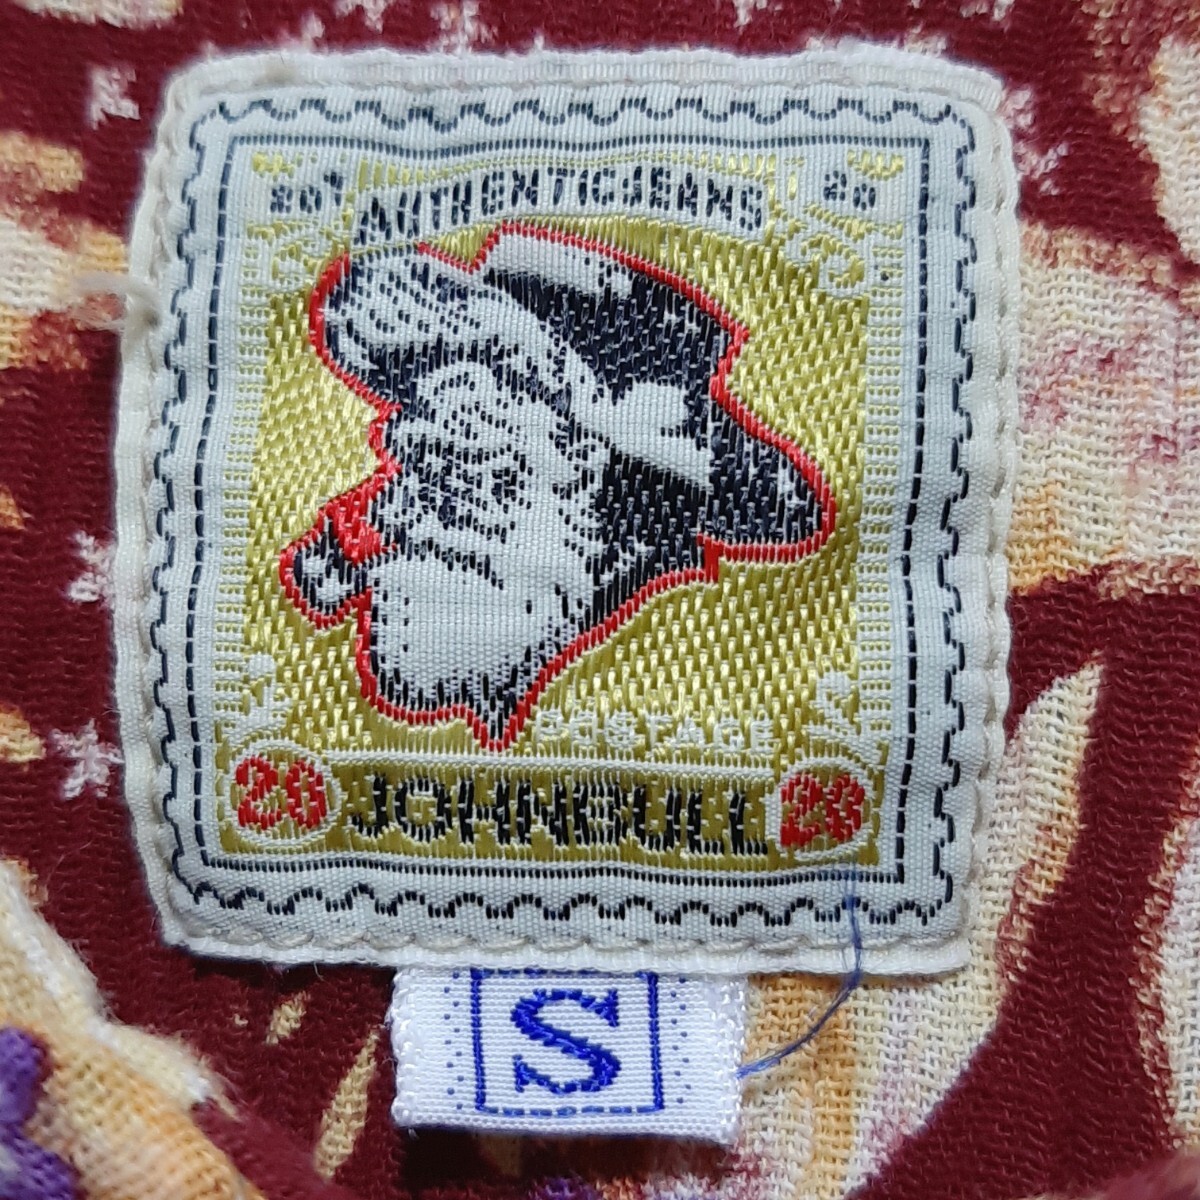 AUTHENTICJEANS
20
POSTAGE
20 JOHNBULL 20
S